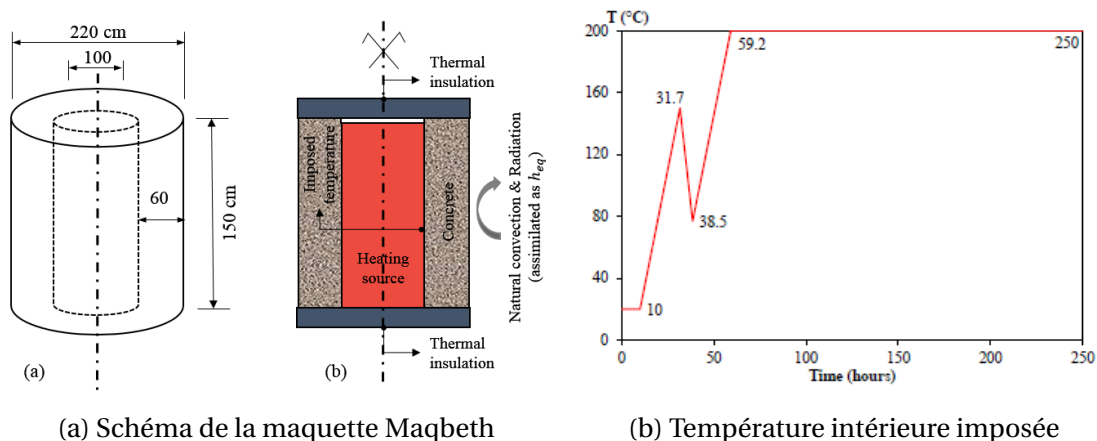 220 cm
100
60
150 cm
(a)
Thermal
insulation
Imposed
temperature
Concrete
Heating
source
Natural convection & Radiation
(assimilated as h_eq)
Thermal
insulation
(b)
T (°C)
200
160
120
80
40
0
31.7
59.2
250
38.5
10
0
50
100
150
200
250
Time (hours)
(a) Schéma de la maquette Maqbeth
(b) Température intérieure imposée